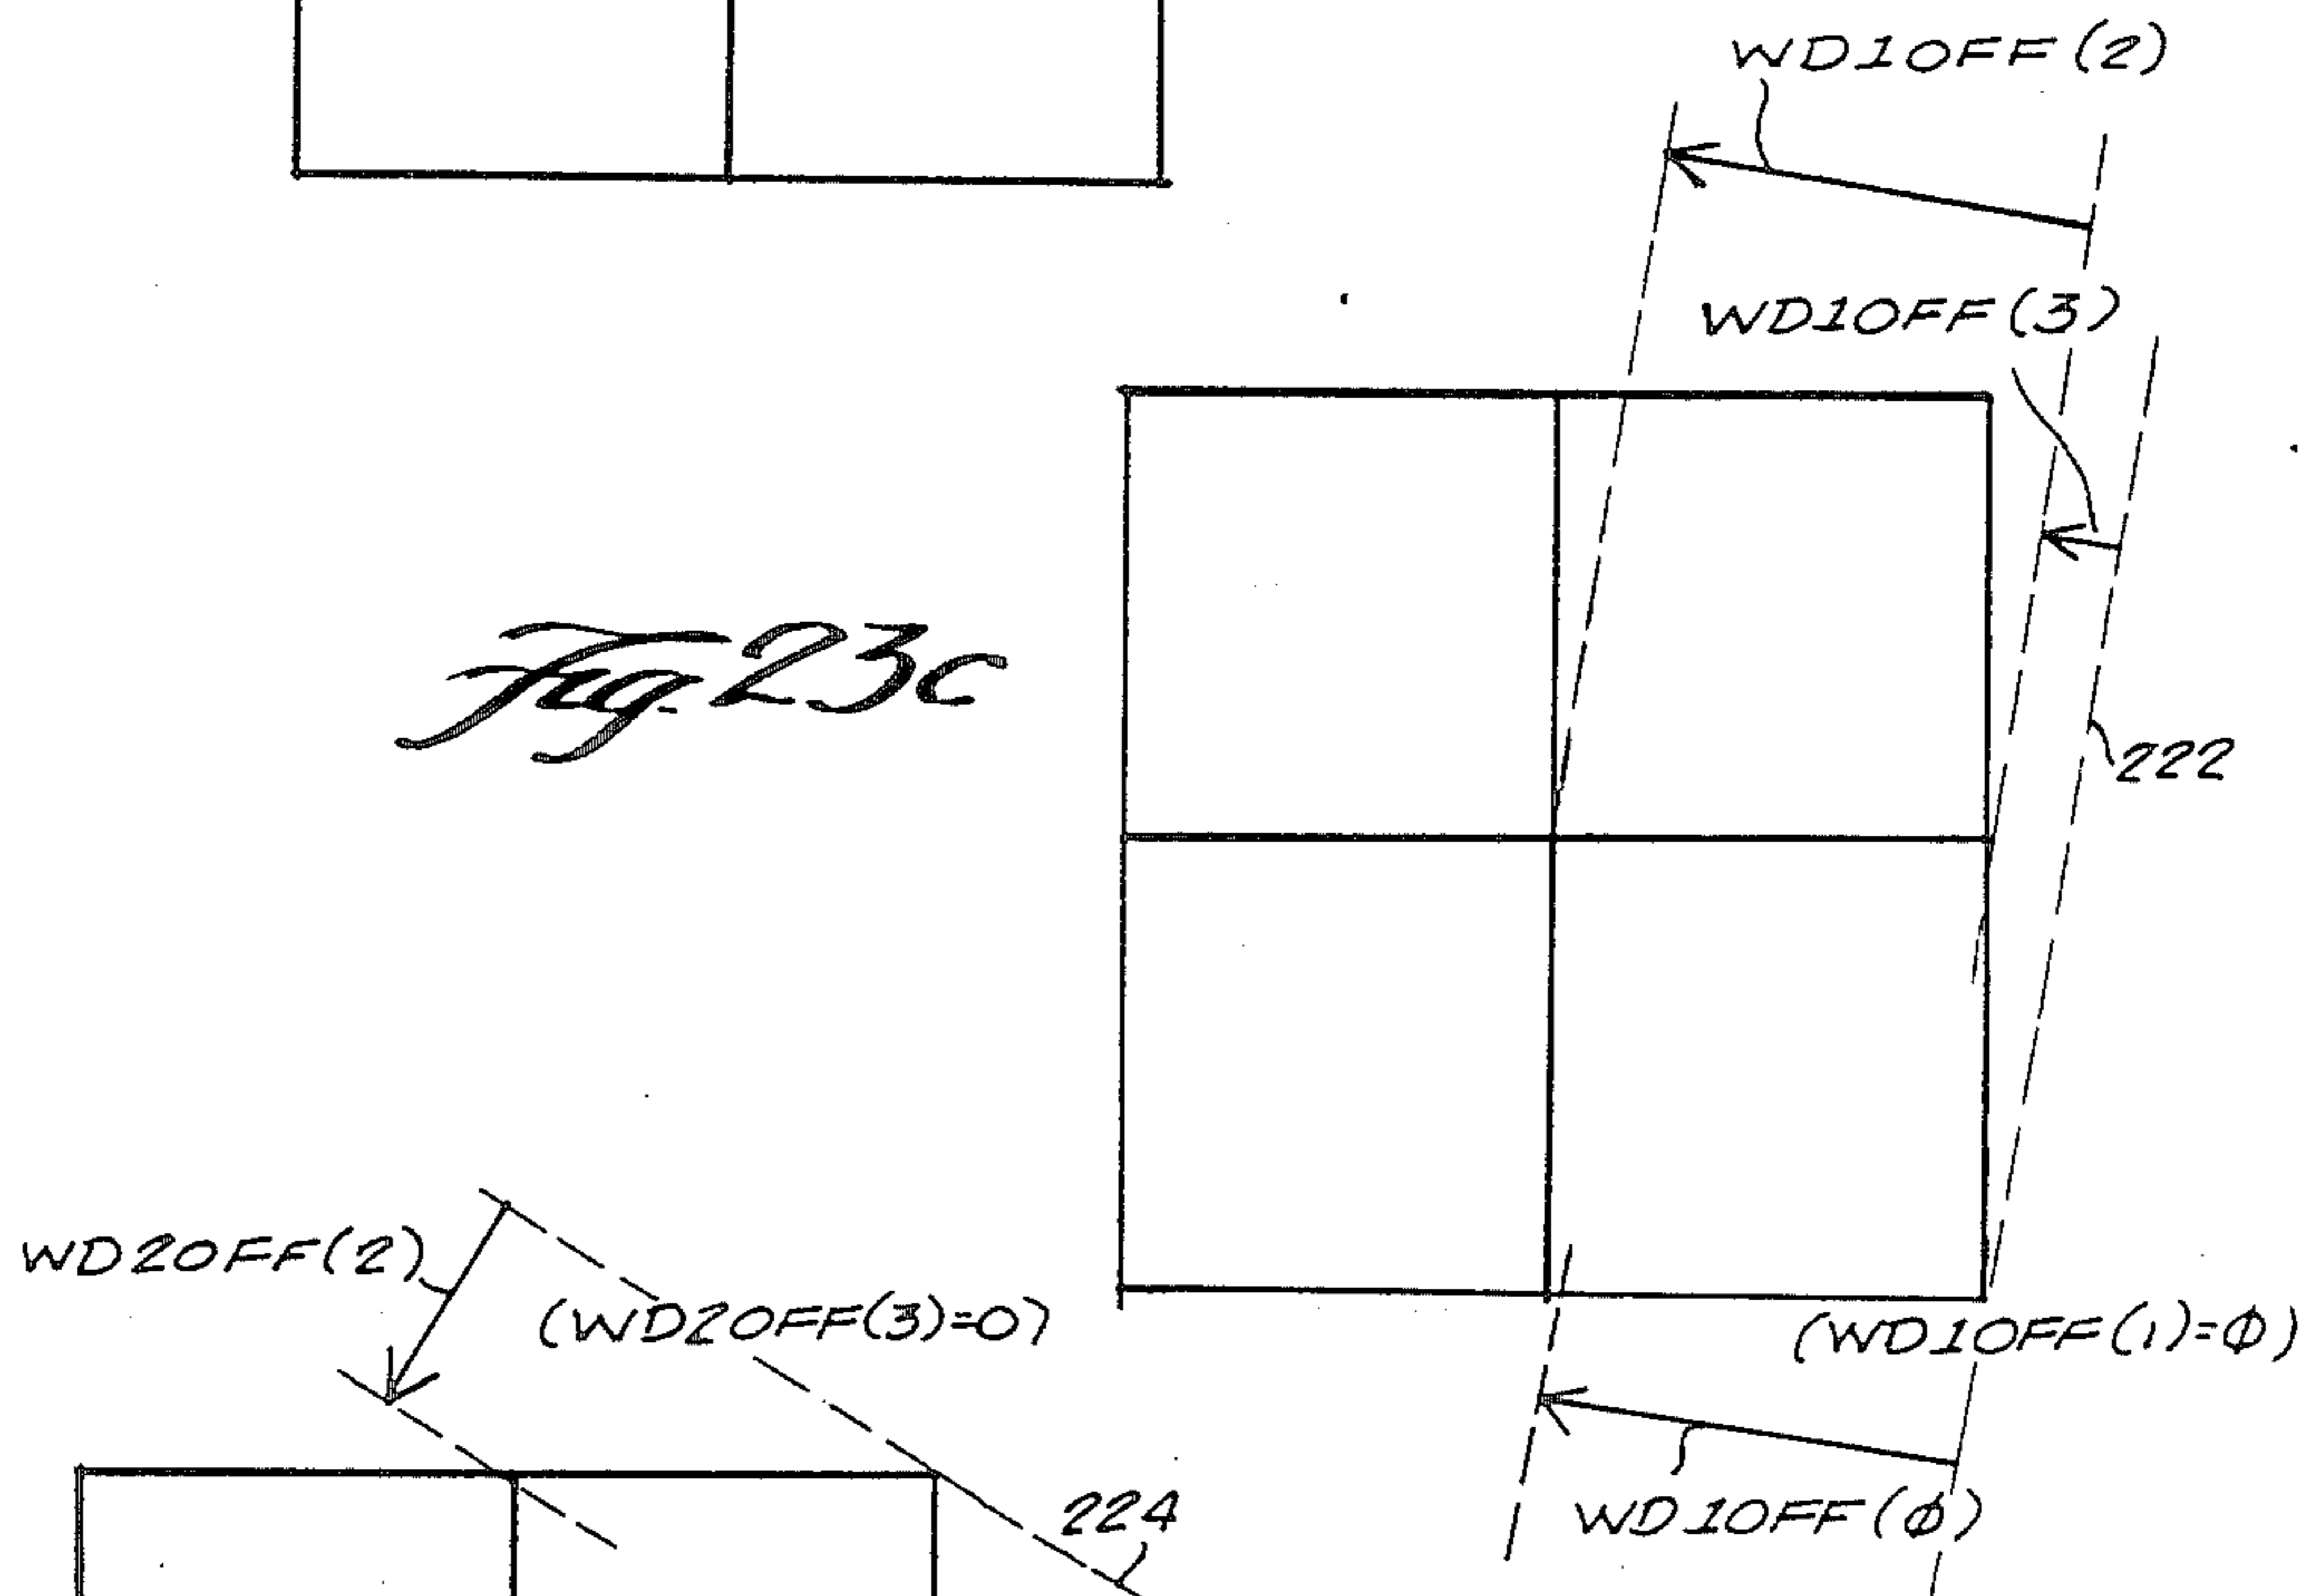 WD1OFF(2)
WD1OFF(3)
Fig. 23c
222
WD2OFF(2)
(WD2OFF(3)=0)
(WD1OFF(1)=Ø)
224
WD1OFF(Ø)